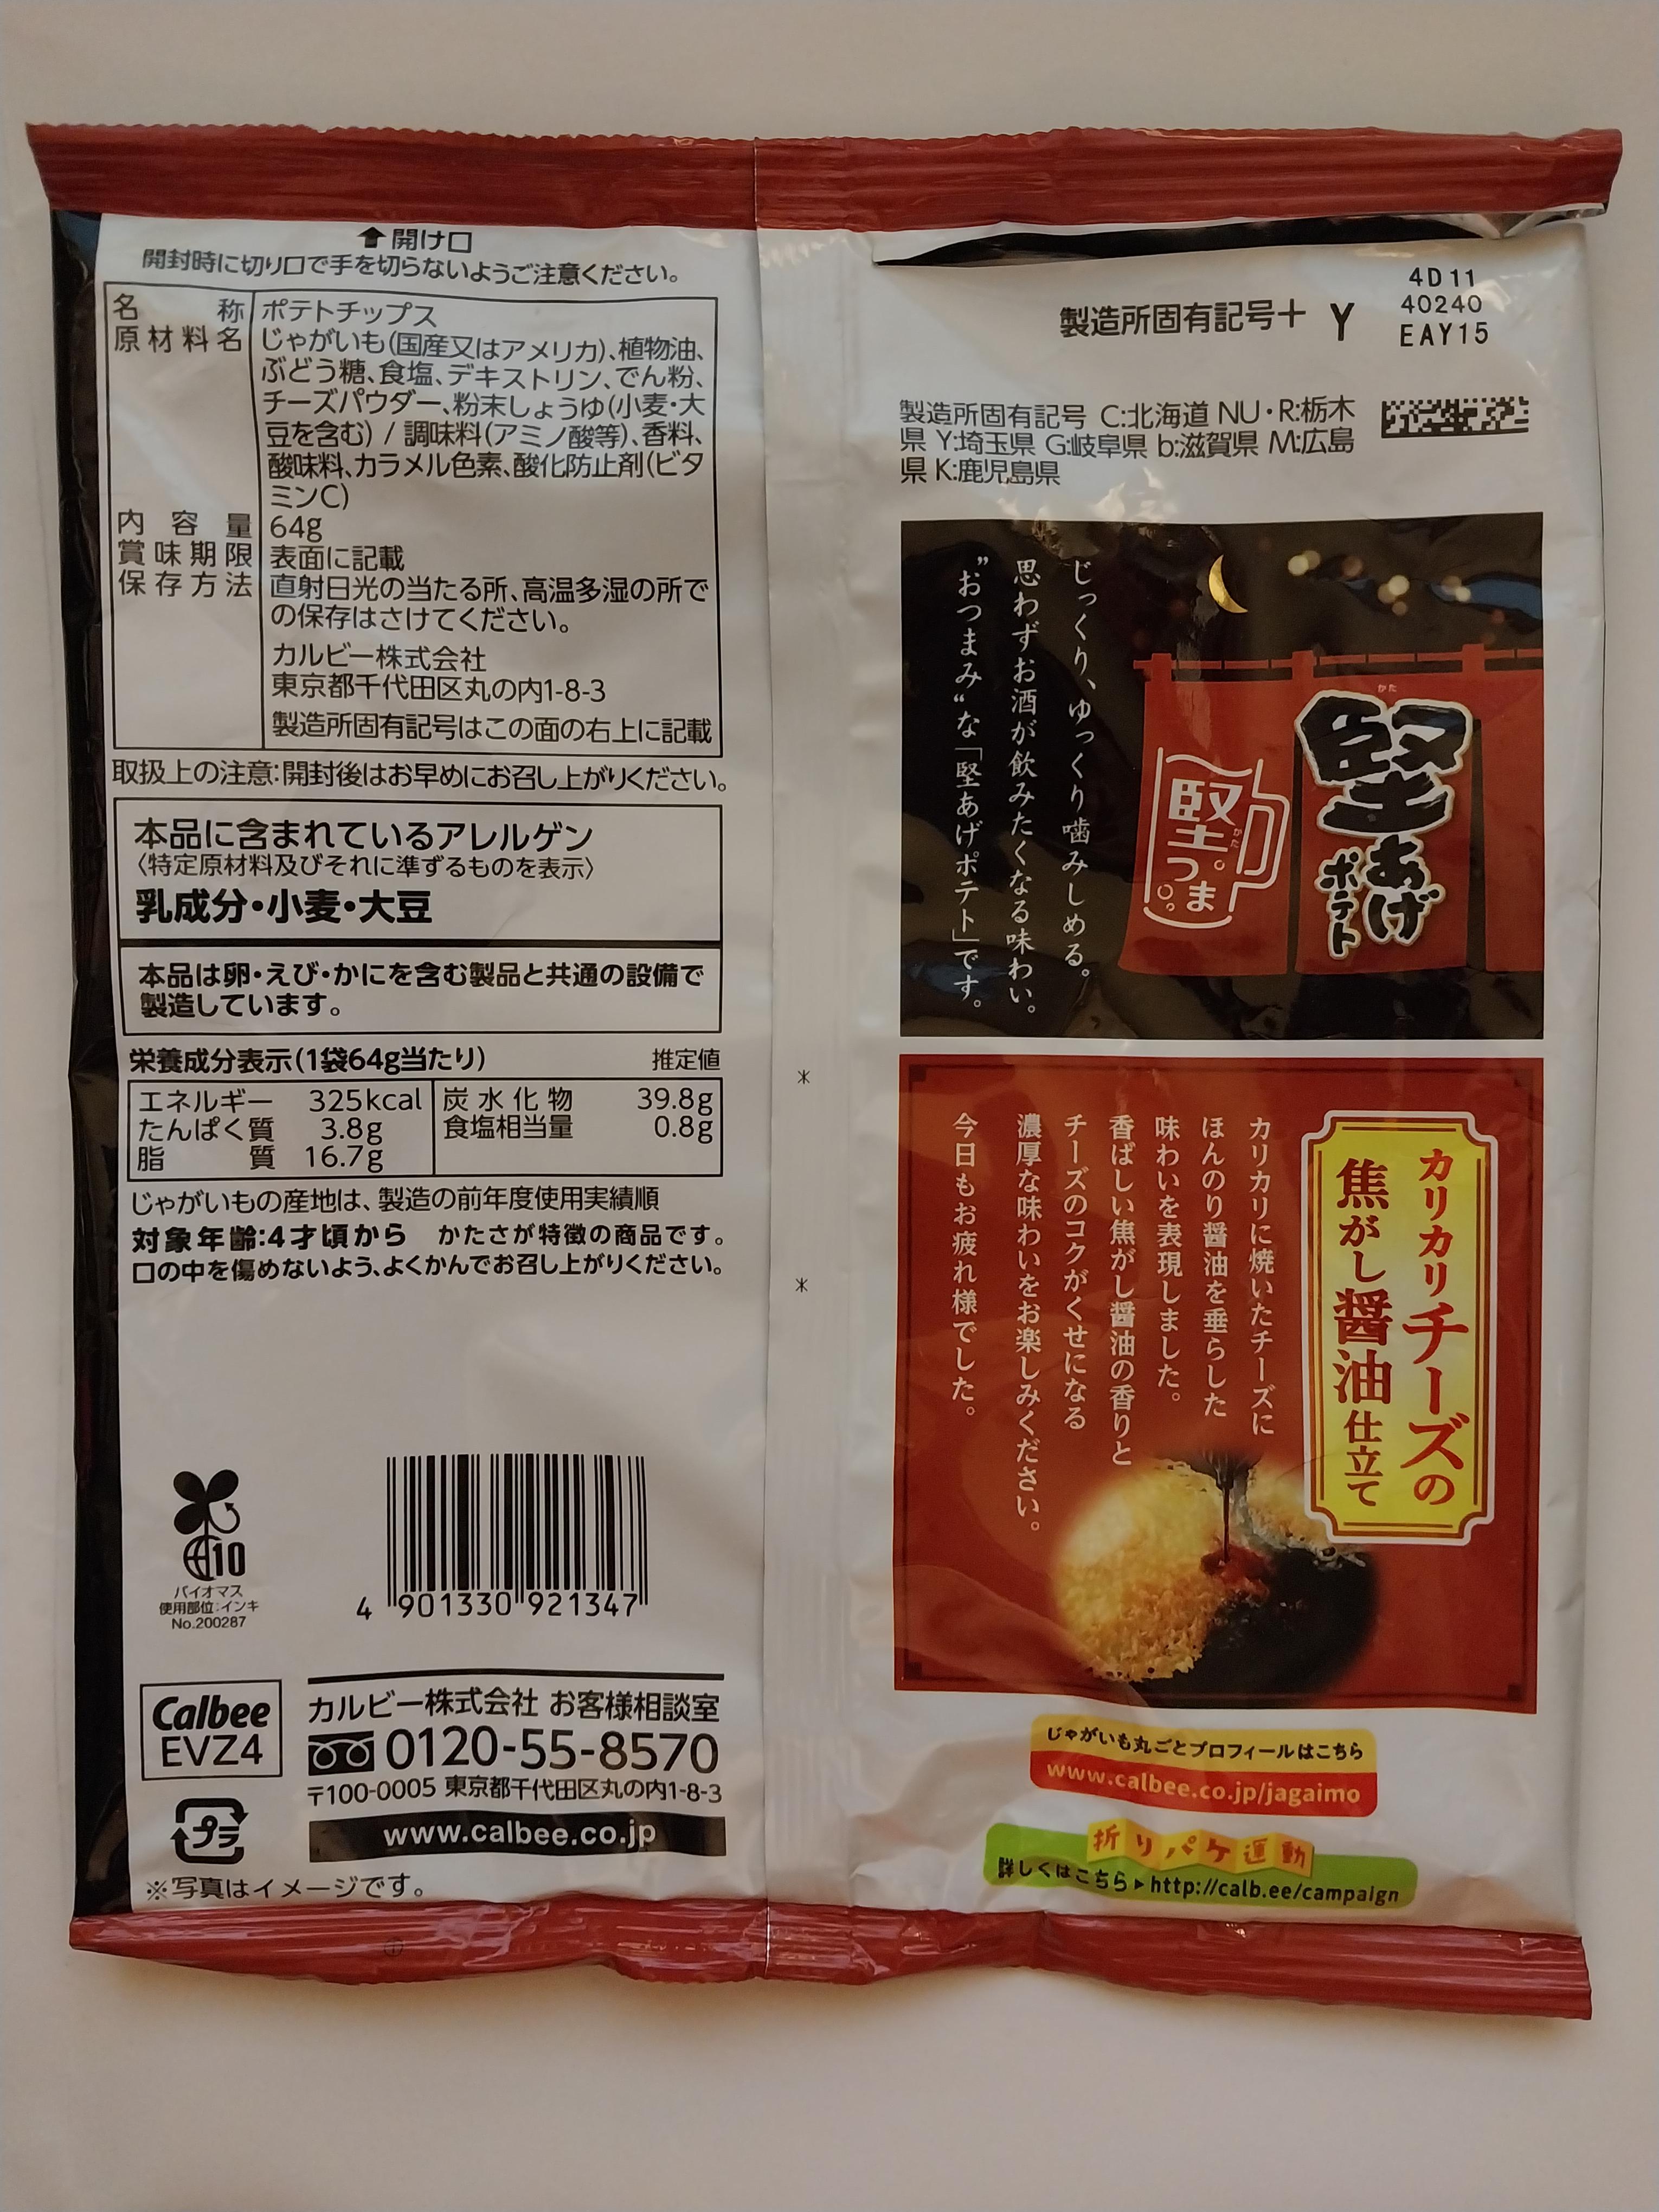 開け口
開封時に切り口で手を切らないようご注意ください。
名称 ポテトチップス
原材料名 じゃがいも(国産又はアメリカ)、植物油、
ぶどう糖、食塩、デキストリン、でん粉、
チーズパウダー、粉末しょうゆ(小麦・大
豆を含む) / 調味料(アミノ酸等)、香料、
酸味料、カラメル色素、酸化防止剤(ビタ
ミンC)
内容量 64g
賞味期限 表面に記載
保存方法 直射日光の当たる所、高温多湿の所で
の保存はさけてください。
カルビー株式会社
東京都千代田区丸の内1-8-3
製造所固有記号はこの面の右上に記載
取扱上の注意:開封後はお早めにお召し上がりください。
本品に含まれているアレルゲン
〈特定原材料及びそれに準ずるものを表示〉
乳成分・小麦・大豆
本品は卵・えび・かにを含む製品と共通の設備で
製造しています。
栄養成分表示(1袋64g当たり) 推定値
エネルギー 325kcal 炭水化物 39.8g
たんぱく質 3.8g 食塩相当量 0.8g
脂質 16.7g
じゃがいもの産地は、製造の前年度使用実績順
対象年齢:4才頃から かたさが特徴の商品です。
口の中を傷めないよう、よくかんでお召し上がりください。
10
バイオマス
使用部位:インキ
No.200287
4 901330 921347
Calbee
EVZ4
カルビー株式会社 お客様相談室
0120-55-8570
〒100-0005 東京都千代田区丸の内1-8-3
www.calbee.co.jp
プラ
※写真はイメージです。
製造所固有記号+ Y
4D11
40240
EAY15
製造所固有記号 C:北海道 NU・R:栃木
県 Y:埼玉県 G:岐阜県 b:滋賀県 M:広島
県 K:鹿児島県
かた
堅あげ
ポテト
堅つま
かた
じっくり、ゆっくり噛みしめる。
思わずお酒が飲みたくなる味わい。
〝おつまみ〟な「堅あげポテト」です。
カリカリチーズの
焦がし醤油仕立て
カリカリに焼いたチーズに
ほんのり醤油を垂らした
味わいを表現しました。
香ばしい焦がし醤油の香りと
チーズのコクがくせになる
濃厚な味わいをお楽しみください。
今日もお疲れ様でした。
じゃがいも丸ごとプロフィールはこちら
www.calbee.co.jp/jagaimo
折りパケ運動
詳しくはこちら▶http://calb.ee/campaign